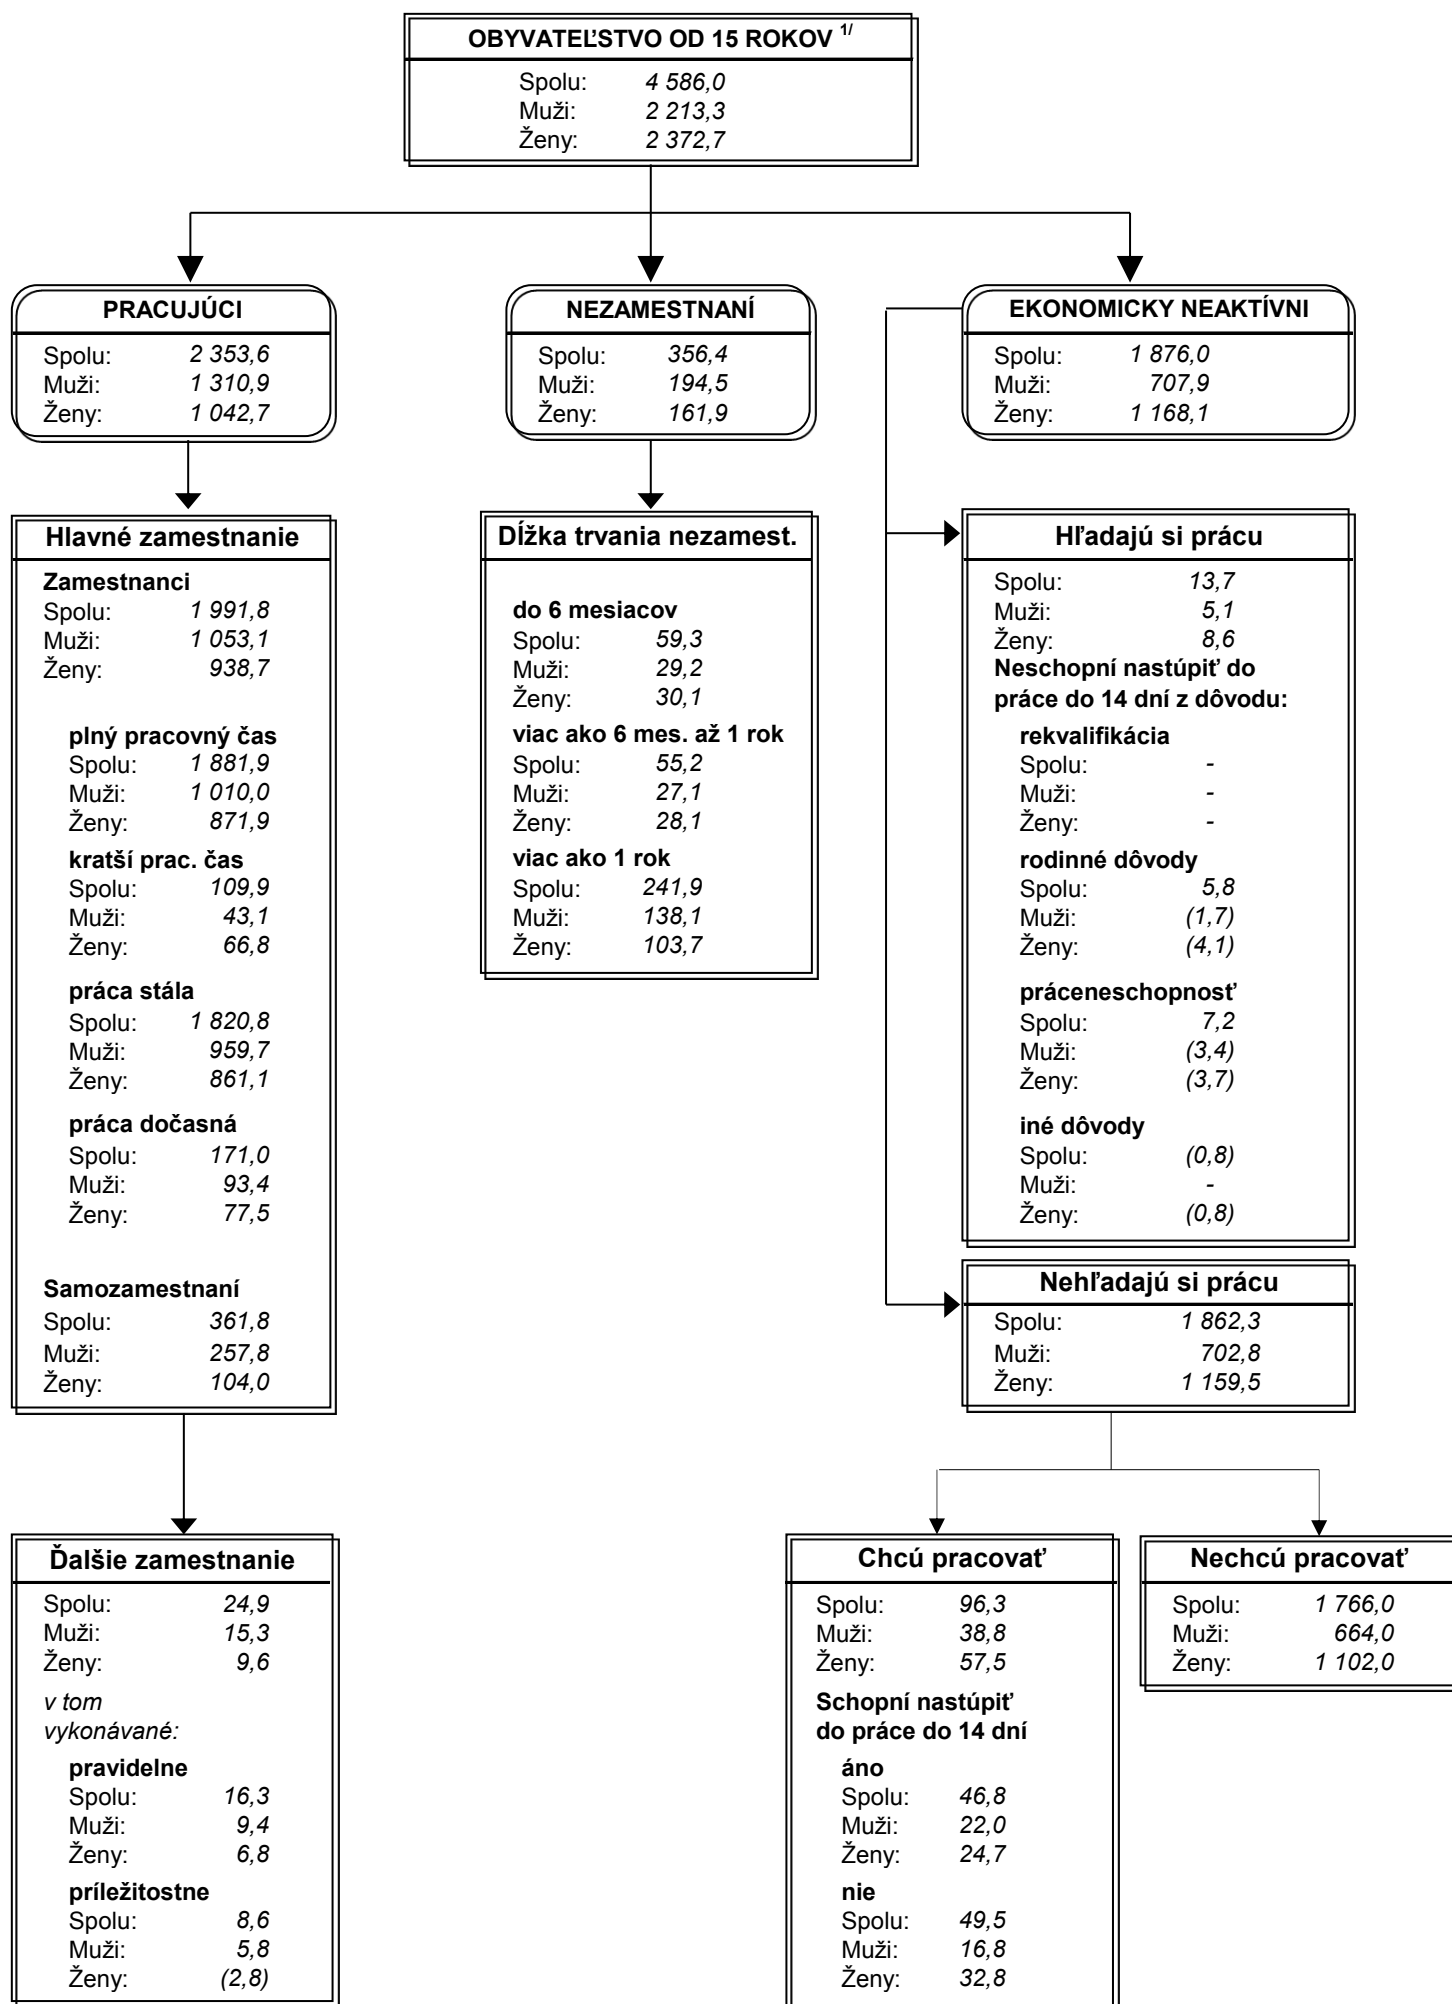 OBYVATEĽSTVO OD 15 ROKOV 1/
Spolu: 4 586,0
Muži: 2 213,3
Ženy: 2 372,7
PRACUJÚCI
Spolu: 2 353,6
Muži: 1 310,9
Ženy: 1 042,7
NEZAMESTNANÍ
Spolu: 356,4
Muži: 194,5
Ženy: 161,9
EKONOMICKY NEAKTÍVNI
Spolu: 1 876,0
Muži: 707,9
Ženy: 1 168,1
Hlavné zamestnanie
Zamestnanci
Spolu: 1 991,8
Muži: 1 053,1
Ženy: 938,7
plný pracovný čas
Spolu: 1 881,9
Muži: 1 010,0
Ženy: 871,9
kratší prac. čas
Spolu: 109,9
Muži: 43,1
Ženy: 66,8
práca stála
Spolu: 1 820,8
Muži: 959,7
Ženy: 861,1
práca dočasná
Spolu: 171,0
Muži: 93,4
Ženy: 77,5
Samozamestnaní
Spolu: 361,8
Muži: 257,8
Ženy: 104,0
Dĺžka trvania nezamest.
do 6 mesiacov
Spolu: 59,3
Muži: 29,2
Ženy: 30,1
viac ako 6 mes. až 1 rok
Spolu: 55,2
Muži: 27,1
Ženy: 28,1
viac ako 1 rok
Spolu: 241,9
Muži: 138,1
Ženy: 103,7
Hľadajú si prácu
Spolu: 13,7
Muži: 5,1
Ženy: 8,6
Neschopní nastúpiť do
práce do 14 dní z dôvodu:
rekvalifikácia
Spolu: -
Muži: -
Ženy: -
rodinné dôvody
Spolu: 5,8
Muži: (1,7)
Ženy: (4,1)
práceneschopnosť
Spolu: 7,2
Muži: (3,4)
Ženy: (3,7)
iné dôvody
Spolu: (0,8)
Muži: -
Ženy: (0,8)
Nehľadajú si prácu
Spolu: 1 862,3
Muži: 702,8
Ženy: 1 159,5
Ďalšie zamestnanie
Spolu: 24,9
Muži: 15,3
Ženy: 9,6
v tom
vykonávané:
pravidelne
Spolu: 16,3
Muži: 9,4
Ženy: 6,8
príležitostne
Spolu: 8,6
Muži: 5,8
Ženy: (2,8)
Chcú pracovať
Spolu: 96,3
Muži: 38,8
Ženy: 57,5
Schopní nastúpiť
do práce do 14 dní
áno
Spolu: 46,8
Muži: 22,0
Ženy: 24,7
nie
Spolu: 49,5
Muži: 16,8
Ženy: 32,8
Nechcú pracovať
Spolu: 1 766,0
Muži: 664,0
Ženy: 1 102,0